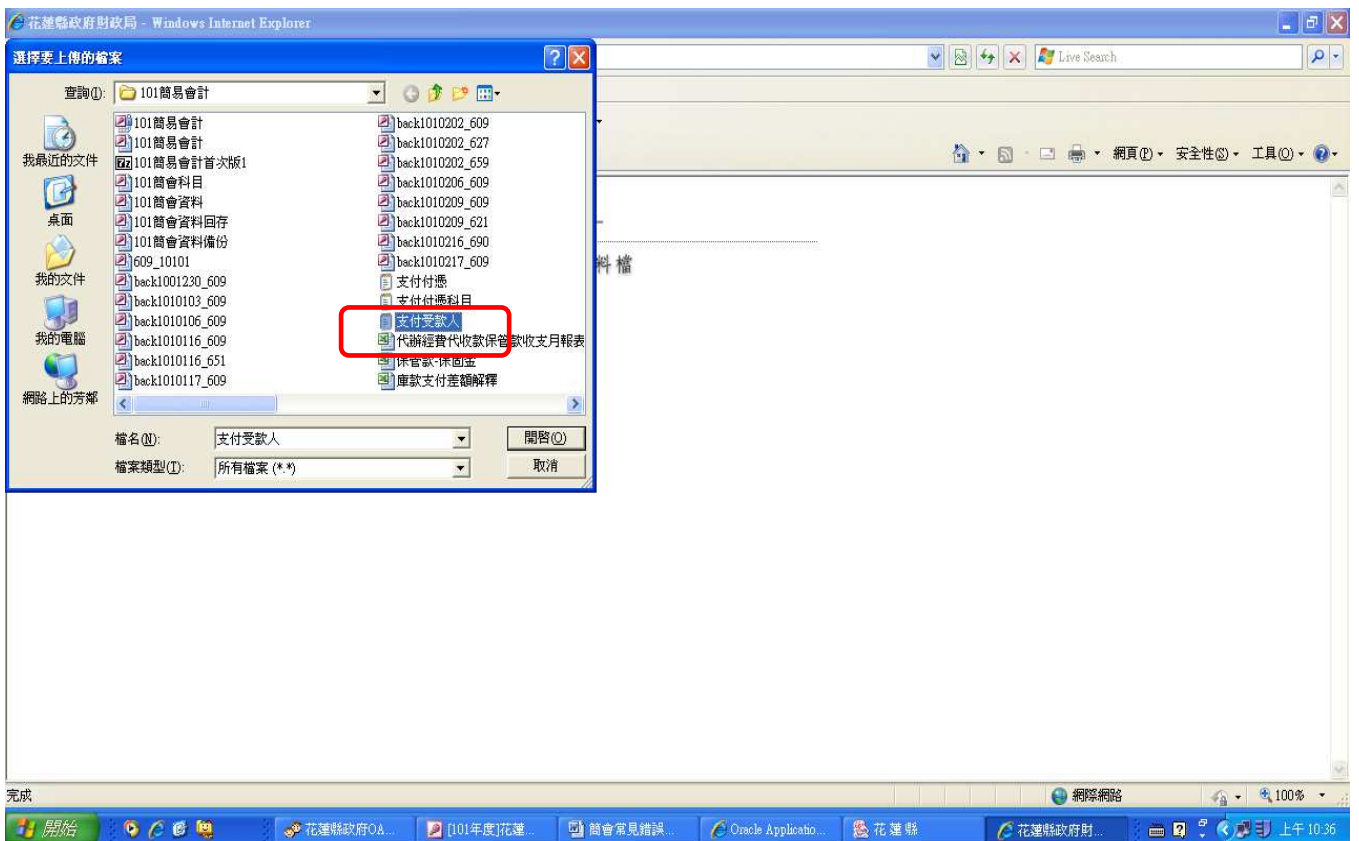 花蓮縣政府財政局 - Windows Internet Explorer
選擇要上傳的檔案
Live Search
查詢(I):
101簡易會計
網頁(P)
安全性(S)
工具(O)
我最近的文件
桌面
我的文件
我的電腦
網路上的芳鄰
101簡易會計
101簡易會計
101簡易會計首次版1
101簡會科目
101簡會資料
101簡會資料回存
101簡會資料備份
609_10101
back1001230_609
back1010103_609
back1010106_609
back1010116_609
back1010116_651
back1010117_609
back1010202_609
back1010202_627
back1010202_659
back1010206_609
back1010209_609
back1010209_621
back1010216_690
back1010217_609
支付付憑
支付付憑科目
支付受款人
代辦經費代收款保管款收支月報表
保管款-保固金
庫款支付差額解釋
料檔
檔名(N):
支付受款人
開啓(O)
檔案類型(T):
所有檔案 (*.*)
取消
完成
網際網路
100%
開始
花蓮縣政府OA...
[101年度]花蓮...
簡會常見錯誤...
Oracle Applicatio...
花 蓮 縣
花蓮縣政府財...
上午 10:36